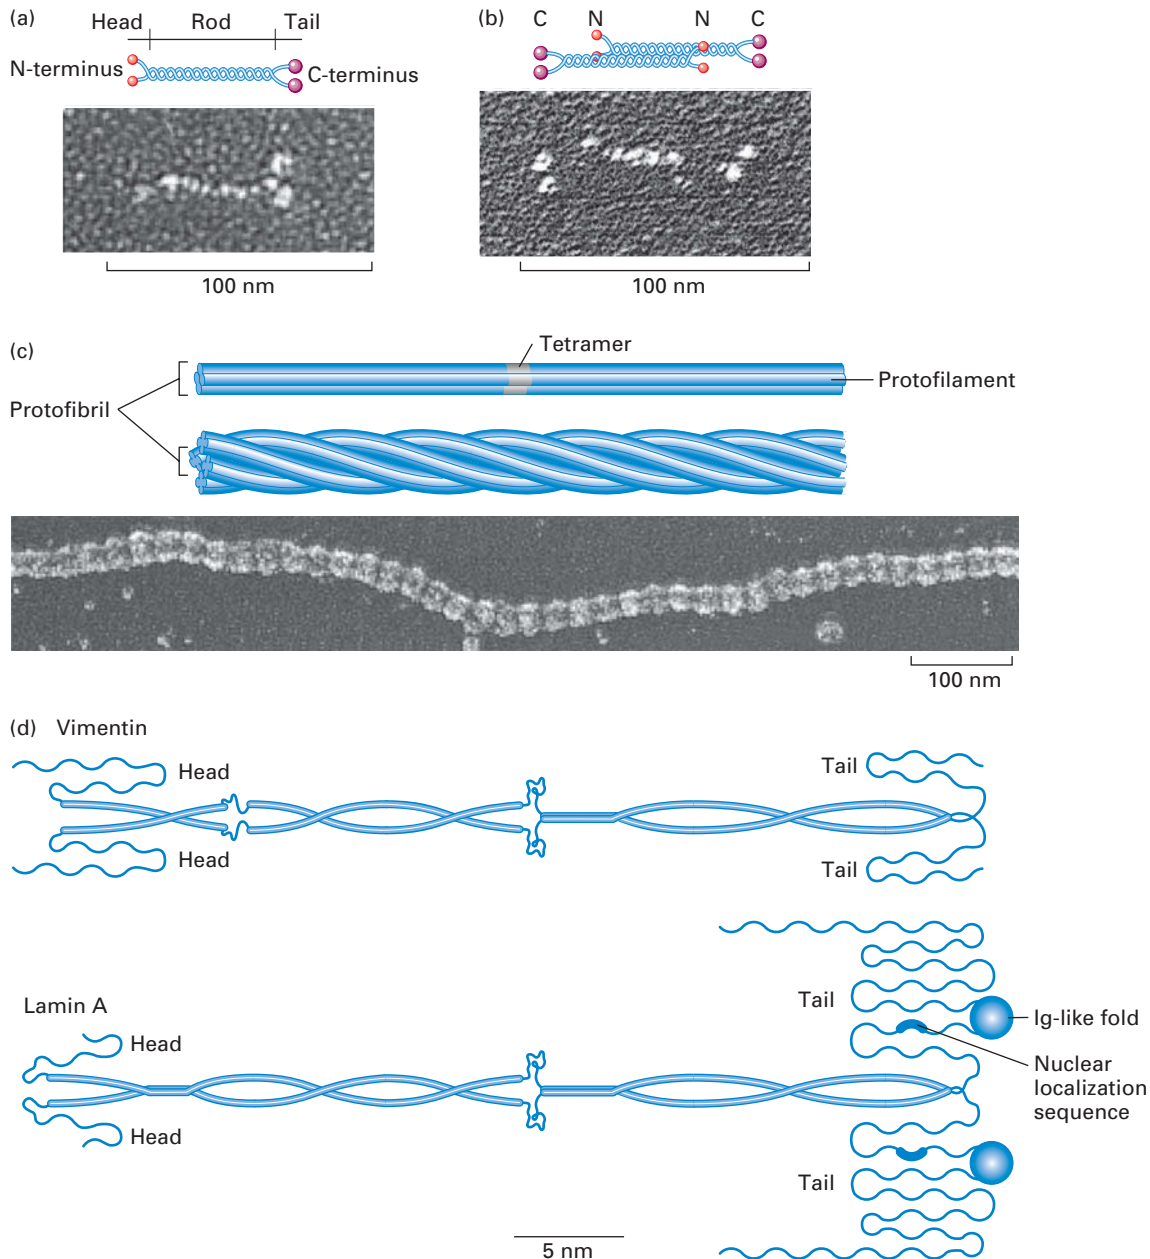 (a)
Head Rod Tail
N-terminus
C-terminus
100 nm
(b)
C N N C
100 nm
(c)
Tetramer
Protofilament
Protofibril
100 nm
(d) Vimentin
Head
Tail
Head
Tail
Lamin A
Head
Tail
Ig-like fold
Nuclear
localization
sequence
Head
Tail
5 nm